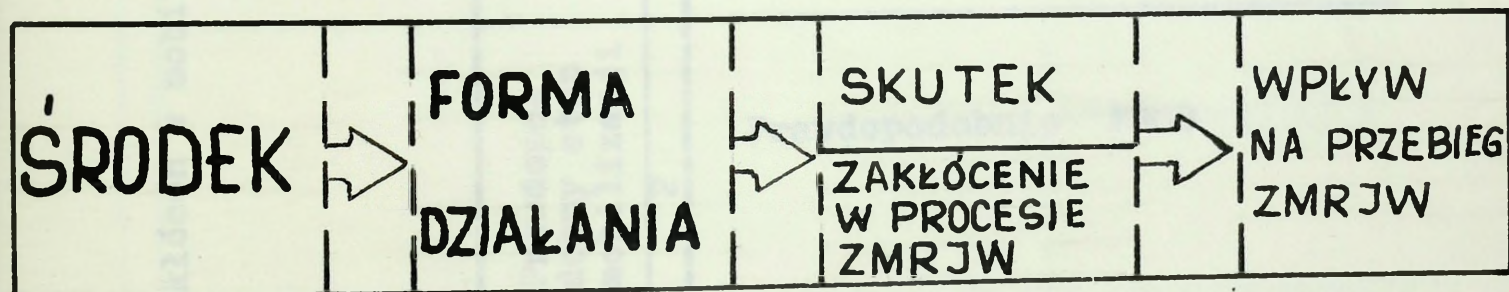 ŚRODEK
FORMA
DZIAŁANIA
SKUTEK
ZAKŁÓCENIE
W PROCESIE
ZMRJW
WPŁYW
NA PRZEBIEG
ZMRJW